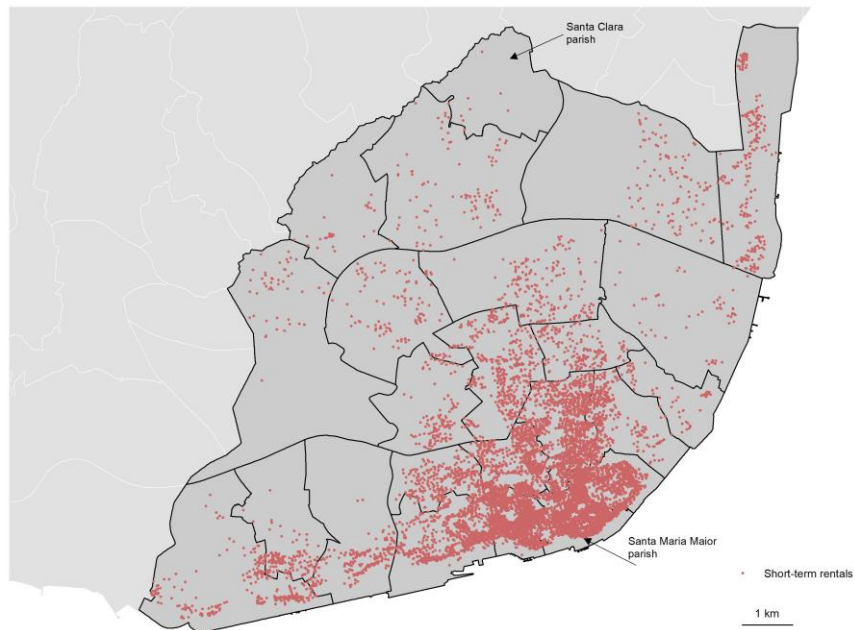 Santa Clara
parish
Santa Maria Maior
parish
Short-term rentals
1 km